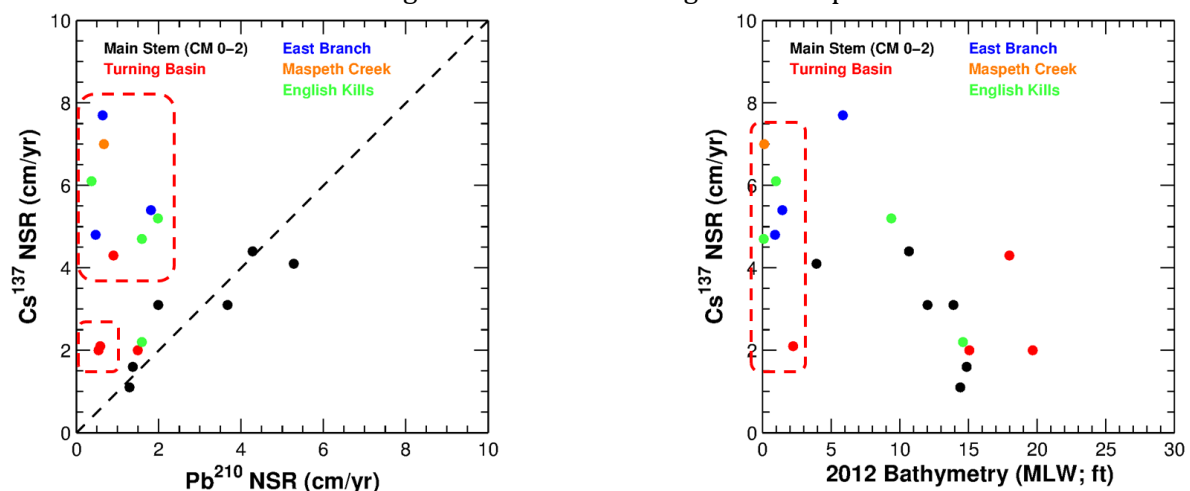 Main Stem (CM 0−2)
Turning Basin
East Branch
Maspeth Creek
English Kills
10
8
6
4
2
0
Cs137 NSR (cm/yr)
0
2
4
6
8
10
Pb210 NSR (cm/yr)
Main Stem (CM 0−2)
Turning Basin
East Branch
Maspeth Creek
English Kills
10
8
6
4
2
0
Cs137 NSR (cm/yr)
0
5
10
15
20
25
30
2012 Bathymetry (MLW; ft)